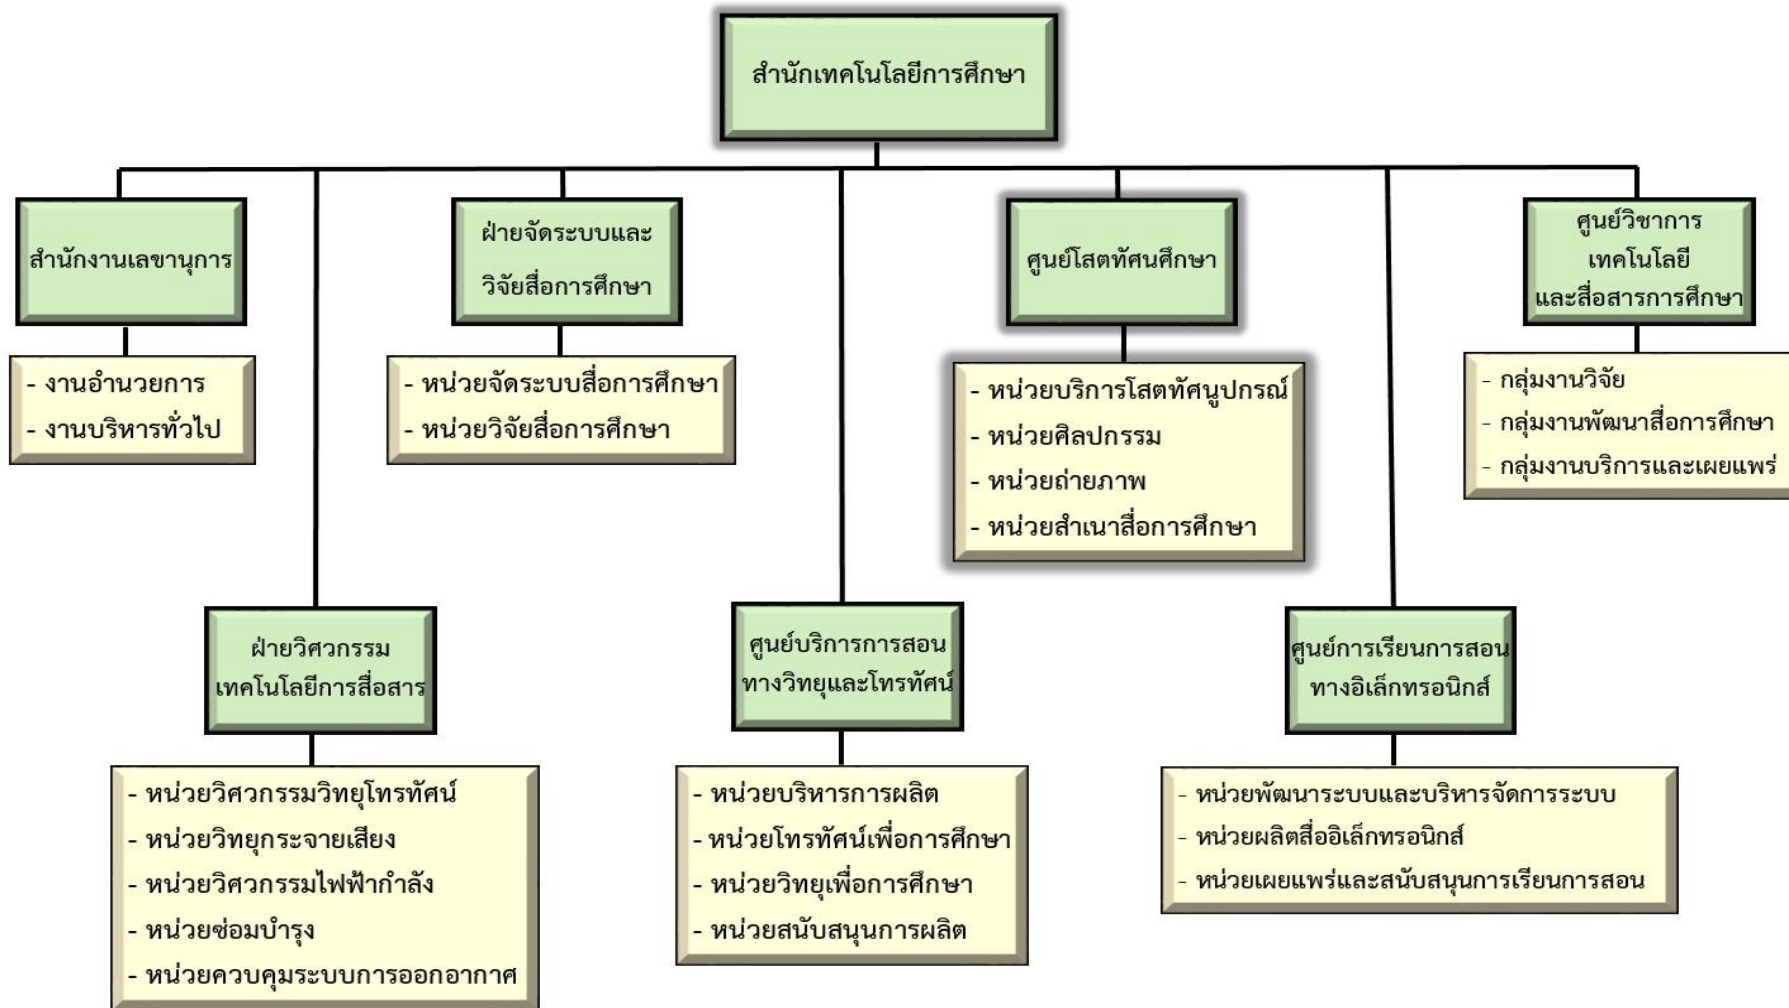 สำนักเทคโนโลยีการศึกษา
สำนักงานเลขานุการ
- งานอำนวยการ
- งานบริหารทั่วไป
ฝ่ายจัดระบบและ
วิจัยสื่อการศึกษา
- หน่วยจัดระบบสื่อการศึกษา
- หน่วยวิจัยสื่อการศึกษา
ศูนย์โสตทัศนศึกษา
- หน่วยบริการโสตทัศนูปกรณ์
- หน่วยศิลปกรรม
- หน่วยถ่ายภาพ
- หน่วยสำเนาสื่อการศึกษา
ศูนย์วิชาการ
เทคโนโลยี
และสื่อสารการศึกษา
- กลุ่มงานวิจัย
- กลุ่มงานพัฒนาสื่อการศึกษา
- กลุ่มงานบริการและเผยแพร่
ฝ่ายวิศวกรรม
เทคโนโลยีการสื่อสาร
- หน่วยวิศวกรรมวิทยุโทรทัศน์
- หน่วยวิทยุกระจายเสียง
- หน่วยวิศวกรรมไฟฟ้ากำลัง
- หน่วยซ่อมบำรุง
- หน่วยควบคุมระบบการออกอากาศ
ศูนย์บริการการสอน
ทางวิทยุและโทรทัศน์
- หน่วยบริหารการผลิต
- หน่วยโทรทัศน์เพื่อการศึกษา
- หน่วยวิทยุเพื่อการศึกษา
- หน่วยสนับสนุนการผลิต
ศูนย์การเรียนการสอน
ทางอิเล็กทรอนิกส์
- หน่วยพัฒนาระบบและบริหารจัดการระบบ
- หน่วยผลิตสื่ออิเล็กทรอนิกส์
- หน่วยเผยแพร่และสนับสนุนการเรียนการสอน